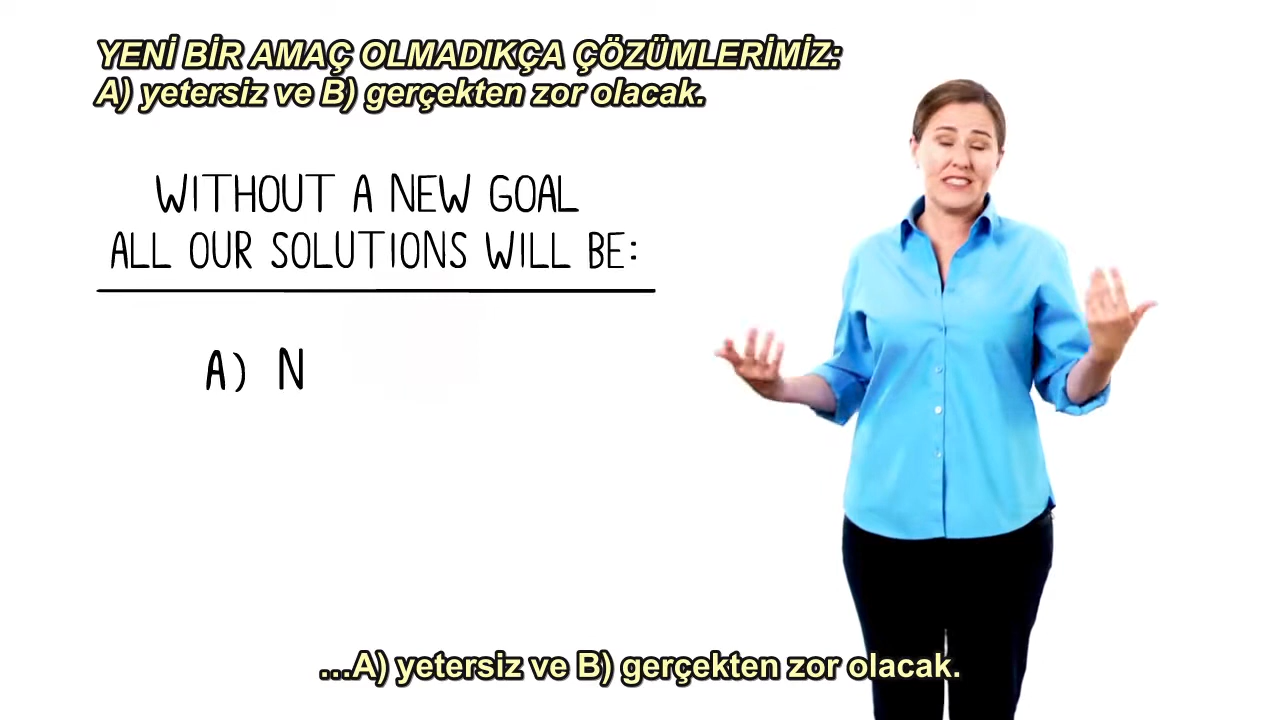 YENİ BİR AMAÇ OLMADIKÇA ÇÖZÜMLERİMİZ:
A) yetersiz ve B) gerçekten zor olacak.
WITHOUT A NEW GOAL
ALL OUR SOLUTIONS WILL BE:
A) N
...A) yetersiz ve B) gerçekten zor olacak.